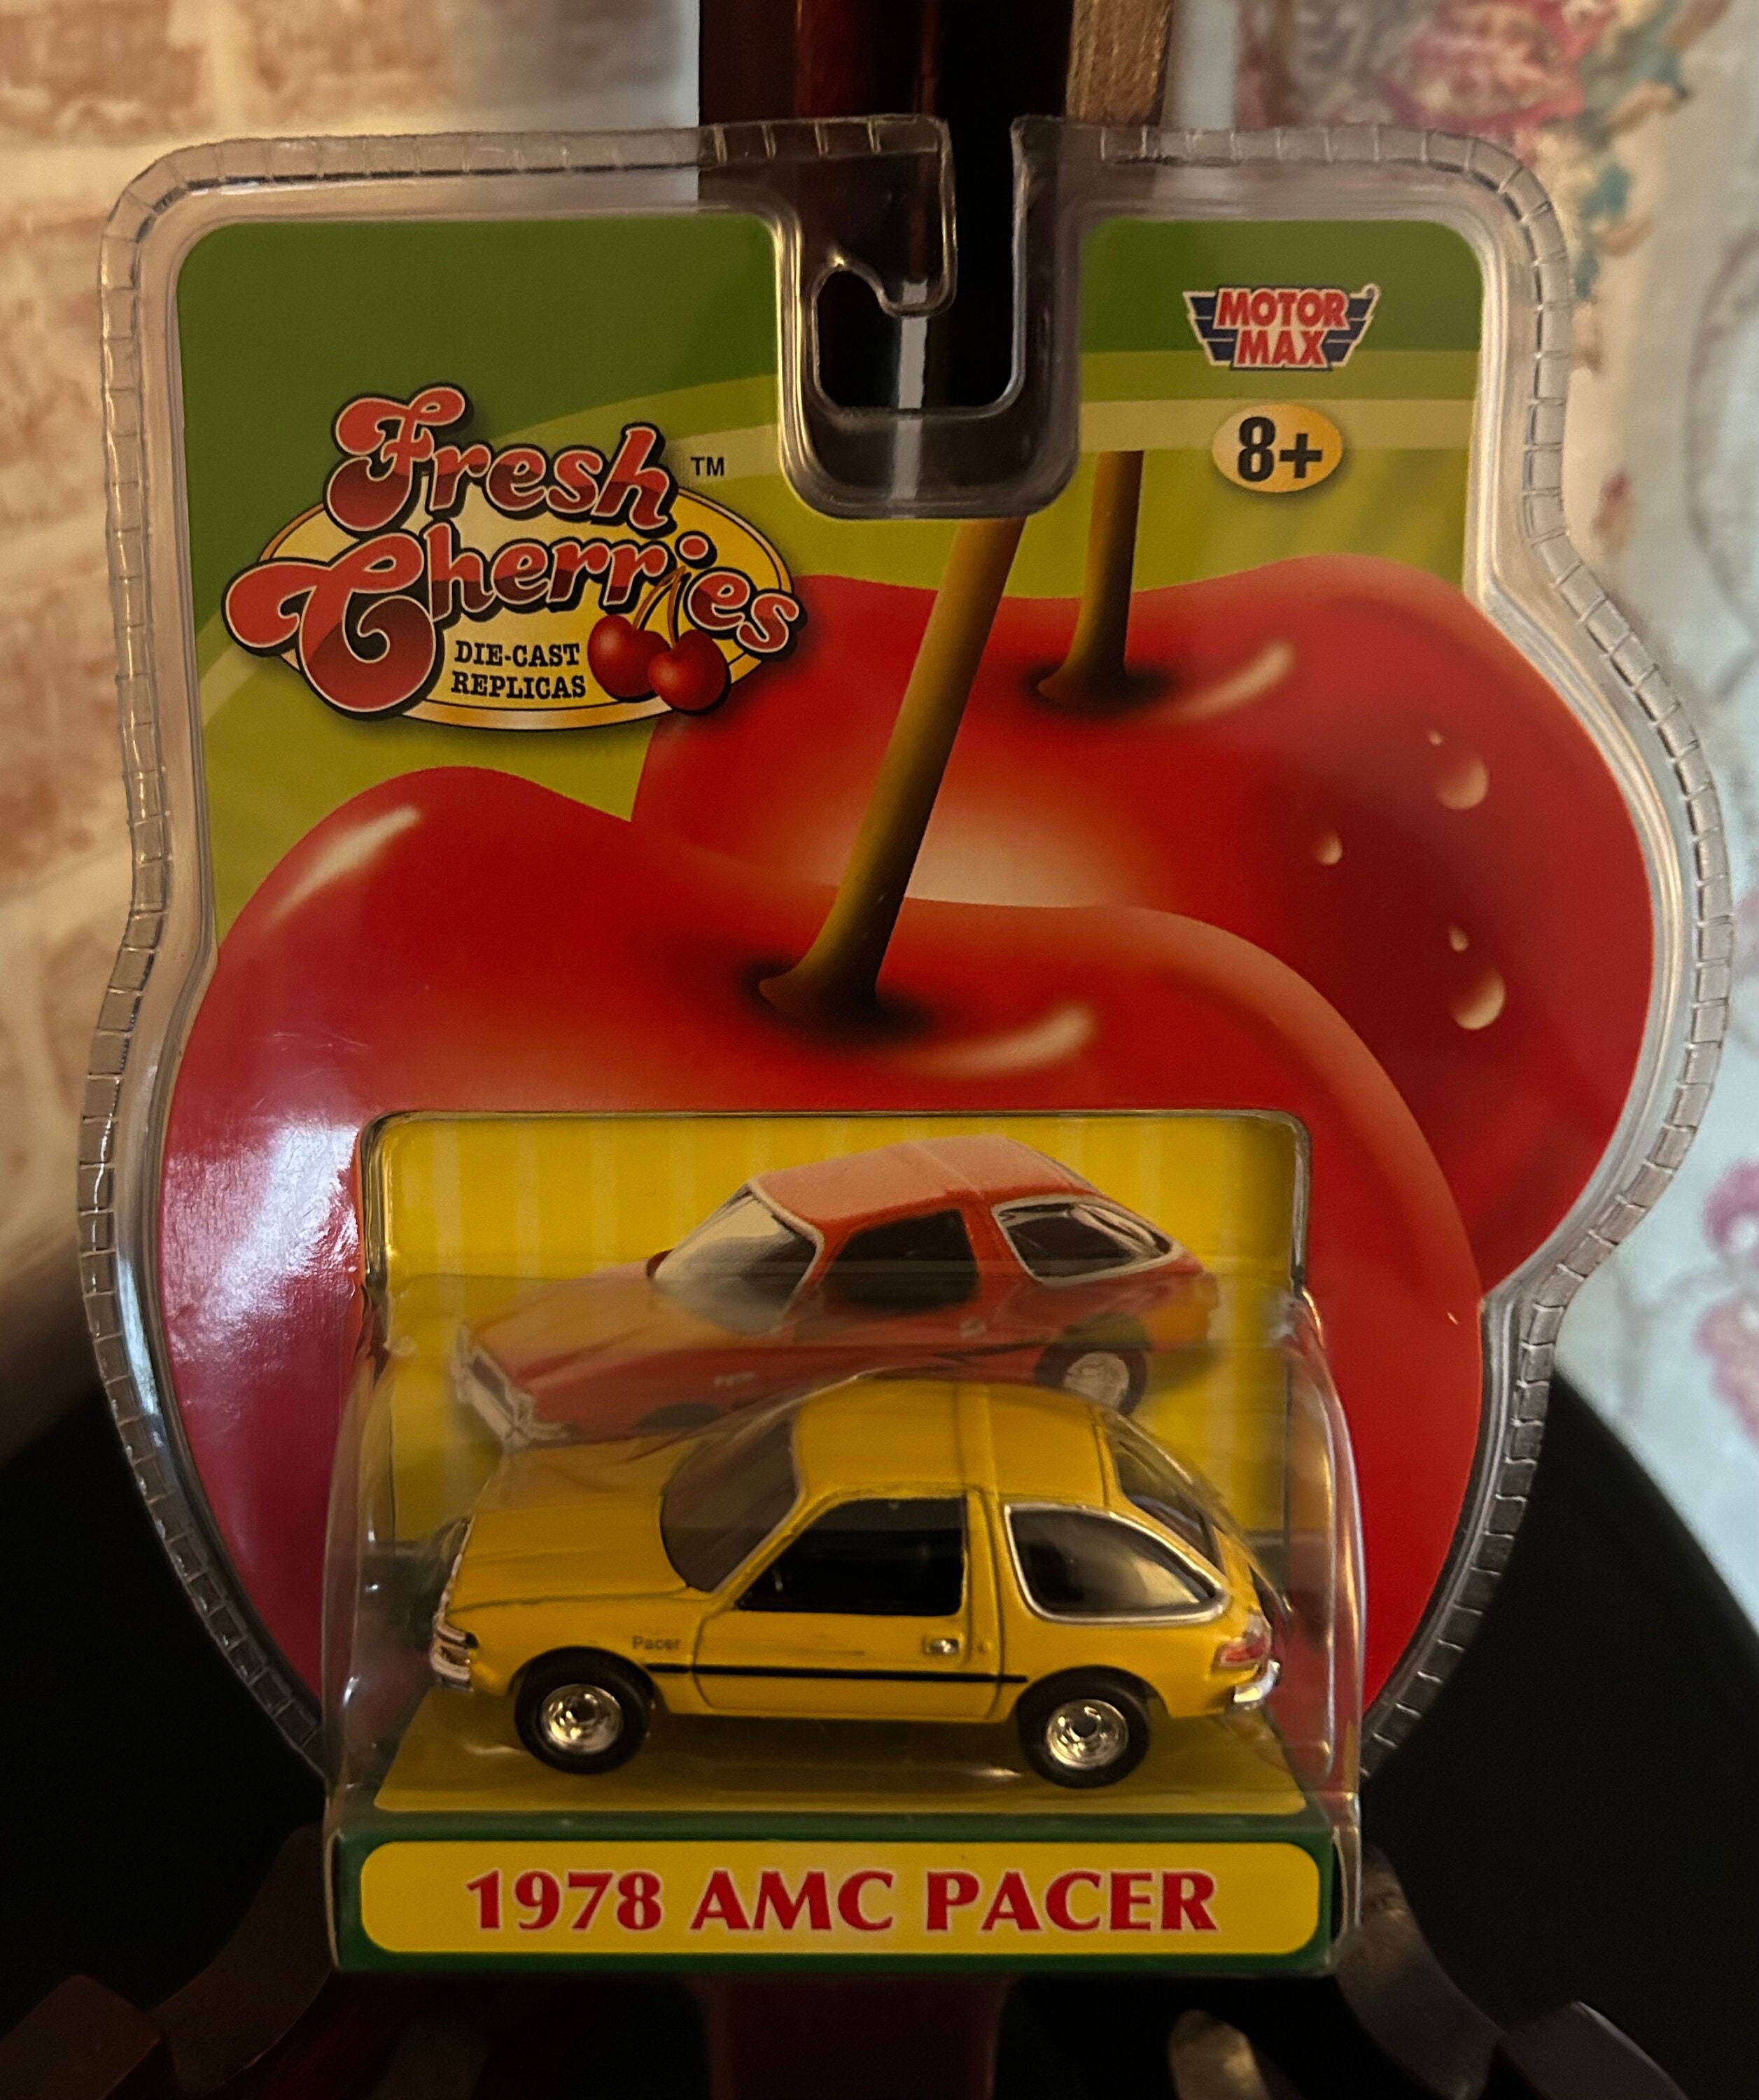 MOTOR
MAX
8+
Fresh ™
Cherries
DIE-CAST
REPLICAS
Pacer
1978 AMC PACER